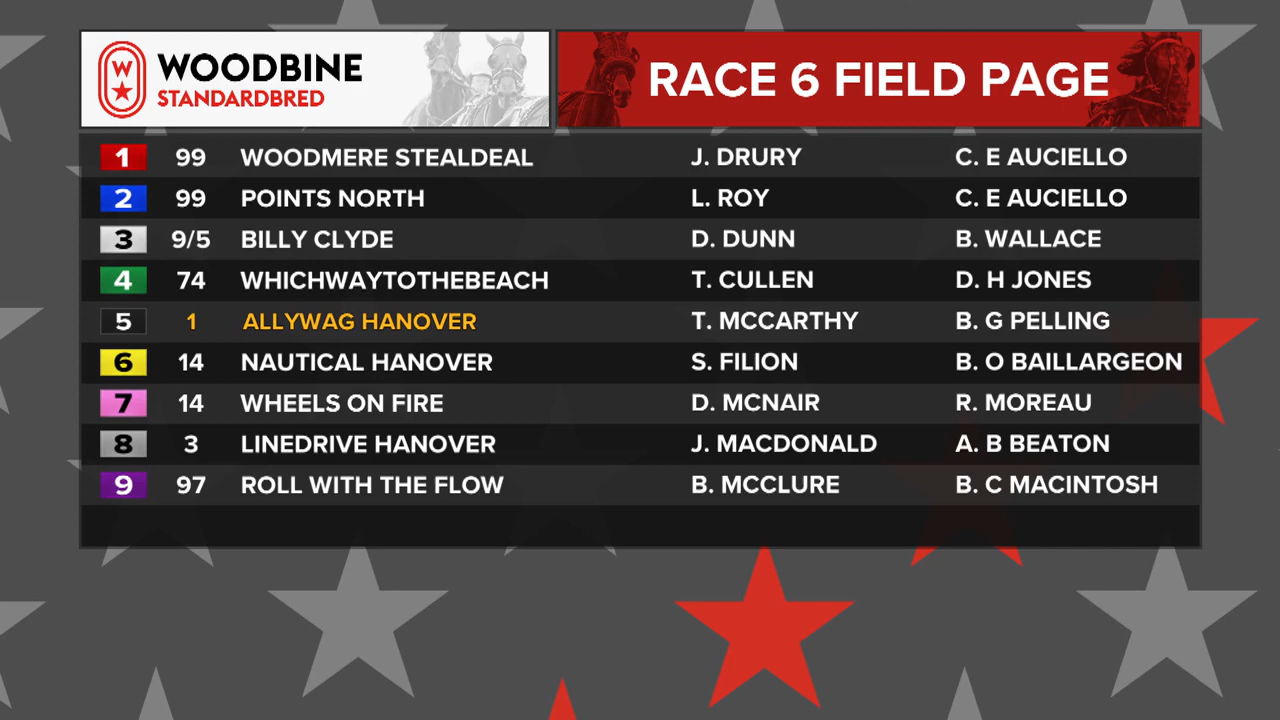 W
WOODBINE
STANDARDBRED
RACE 6 FIELD PAGE
1 99 WOODMERE STEALDEAL J. DRURY C. E AUCIELLO
2 99 POINTS NORTH L. ROY C. E AUCIELLO
3 9/5 BILLY CLYDE D. DUNN B. WALLACE
4 74 WHICHWAYTOTHEBEACH T. CULLEN D. H JONES
5 1 ALLYWAG HANOVER T. MCCARTHY B. G PELLING
6 14 NAUTICAL HANOVER S. FILION B. O BAILLARGEON
7 14 WHEELS ON FIRE D. MCNAIR R. MOREAU
8 3 LINEDRIVE HANOVER J. MACDONALD A. B BEATON
9 97 ROLL WITH THE FLOW B. MCCLURE B. C MACINTOSH